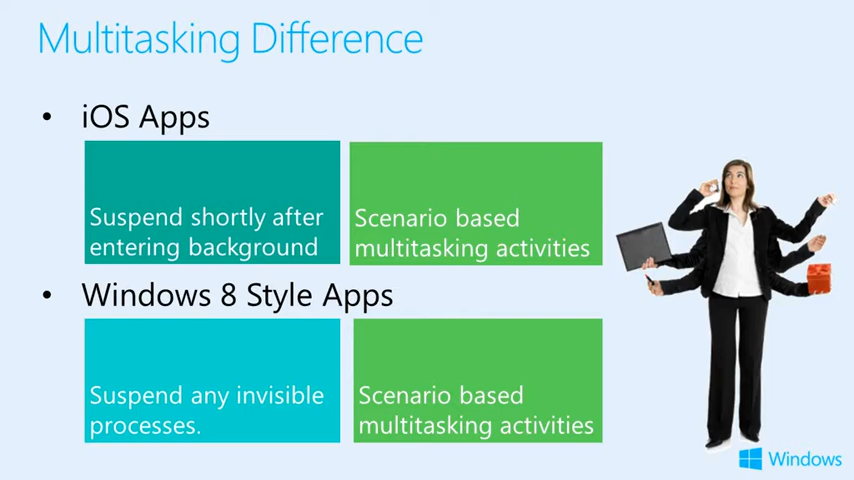 Multitasking Difference
• iOS Apps
Suspend shortly after
entering background
Scenario based
multitasking activities
• Windows 8 Style Apps
Suspend any invisible
processes.
Scenario based
multitasking activities
Windows